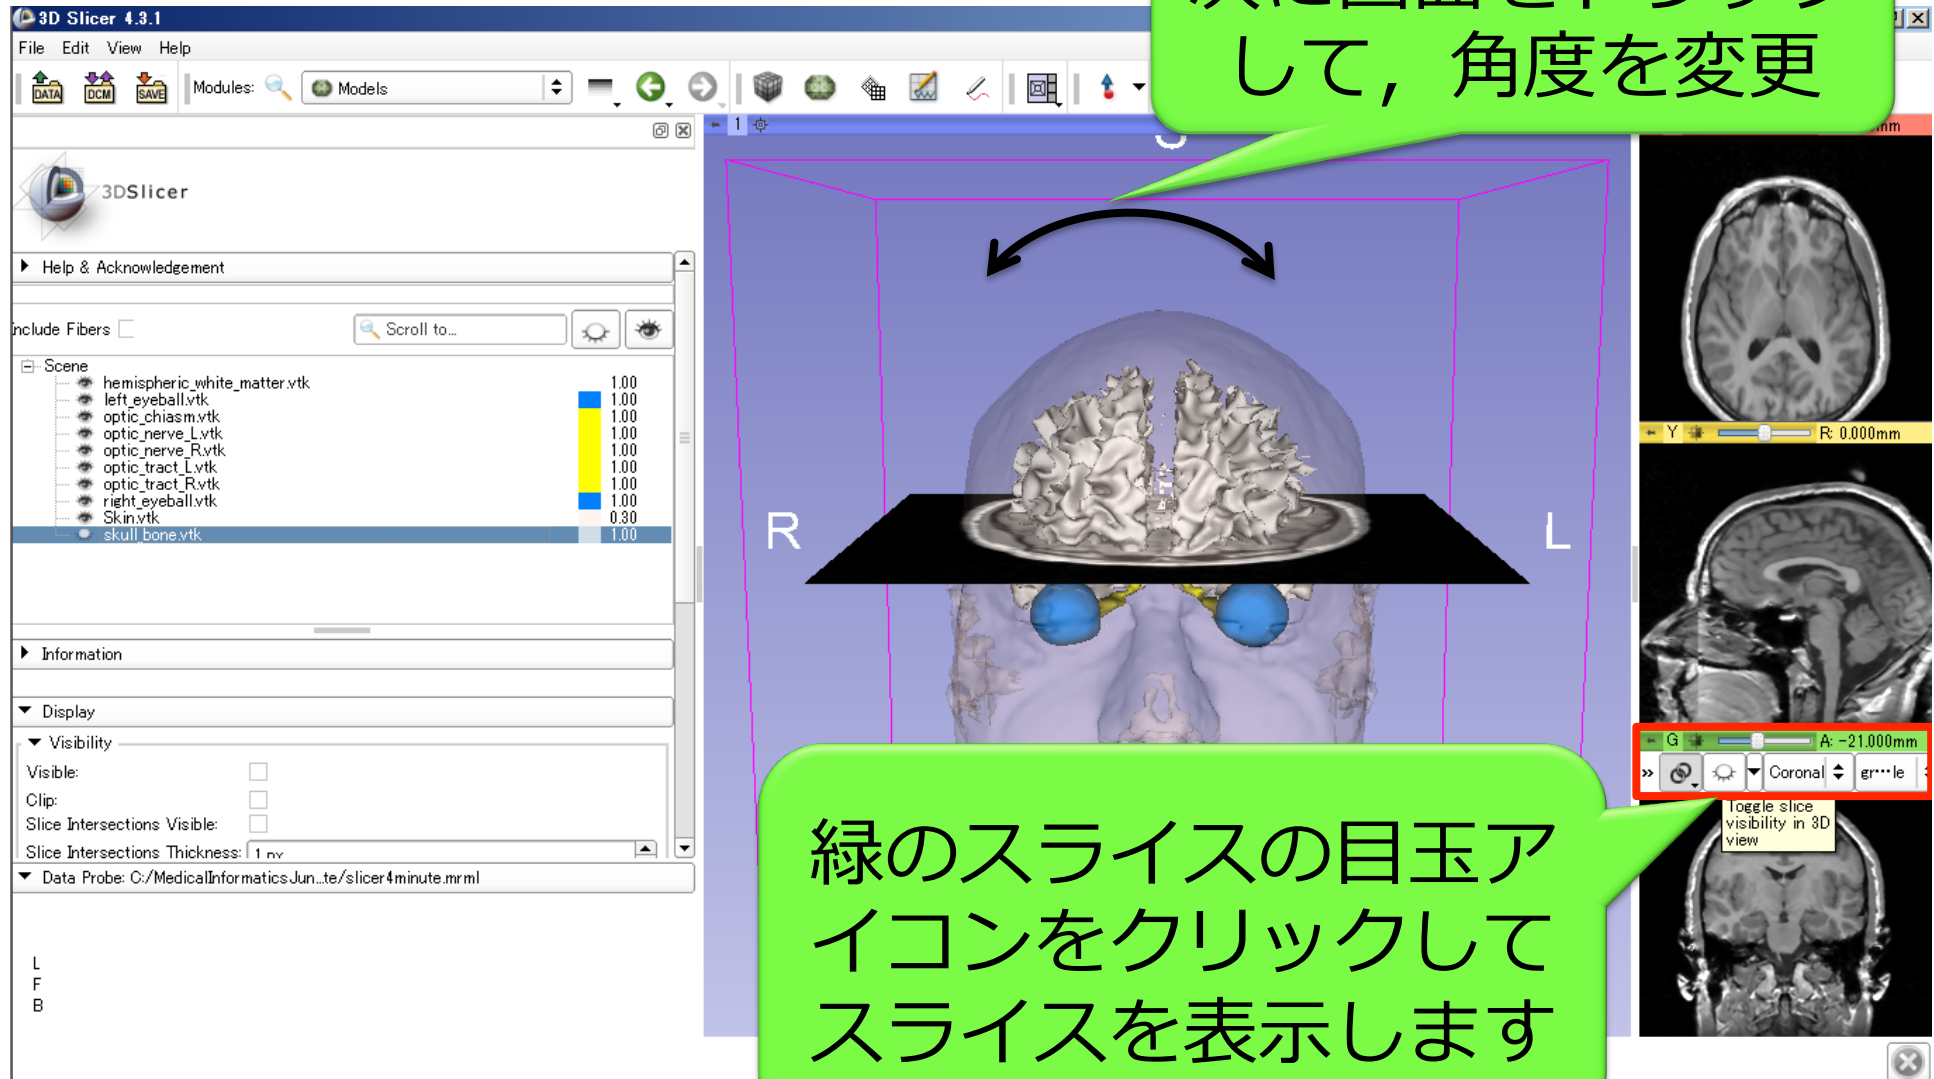 3D Slicer 4.3.1
File Edit View Help
DATA DCM SAVE Modules: Models
して，角度を変更
1
3DSlicer
Help & Acknowledgement
Include Fibers
Scroll to...
Scene
hemispheric_white_matter.vtk 1.00
left_eyeball.vtk 1.00
optic_chiasm.vtk 1.00
optic_nerve_L.vtk 1.00
optic_nerve_R.vtk 1.00
optic_tract_L.vtk 1.00
optic_tract_R.vtk 1.00
right_eyeball.vtk 1.00
Skin.vtk 0.30
skull_bone.vtk 1.00
Information
Display
Visibility
Visible:
Clip:
Slice Intersections Visible:
Slice Intersections Thickness: 1 px
Data Probe: C:/MedicalInformaticsJun...te/slicer4minute.mrml
L
F
B
R
L
mm
Y R: 0.000mm
G A: -21.000mm
» Coronal gr...le
Toggle slice
visibility in 3D
view
緑のスライスの目玉ア
イコンをクリックして
スライスを表示します